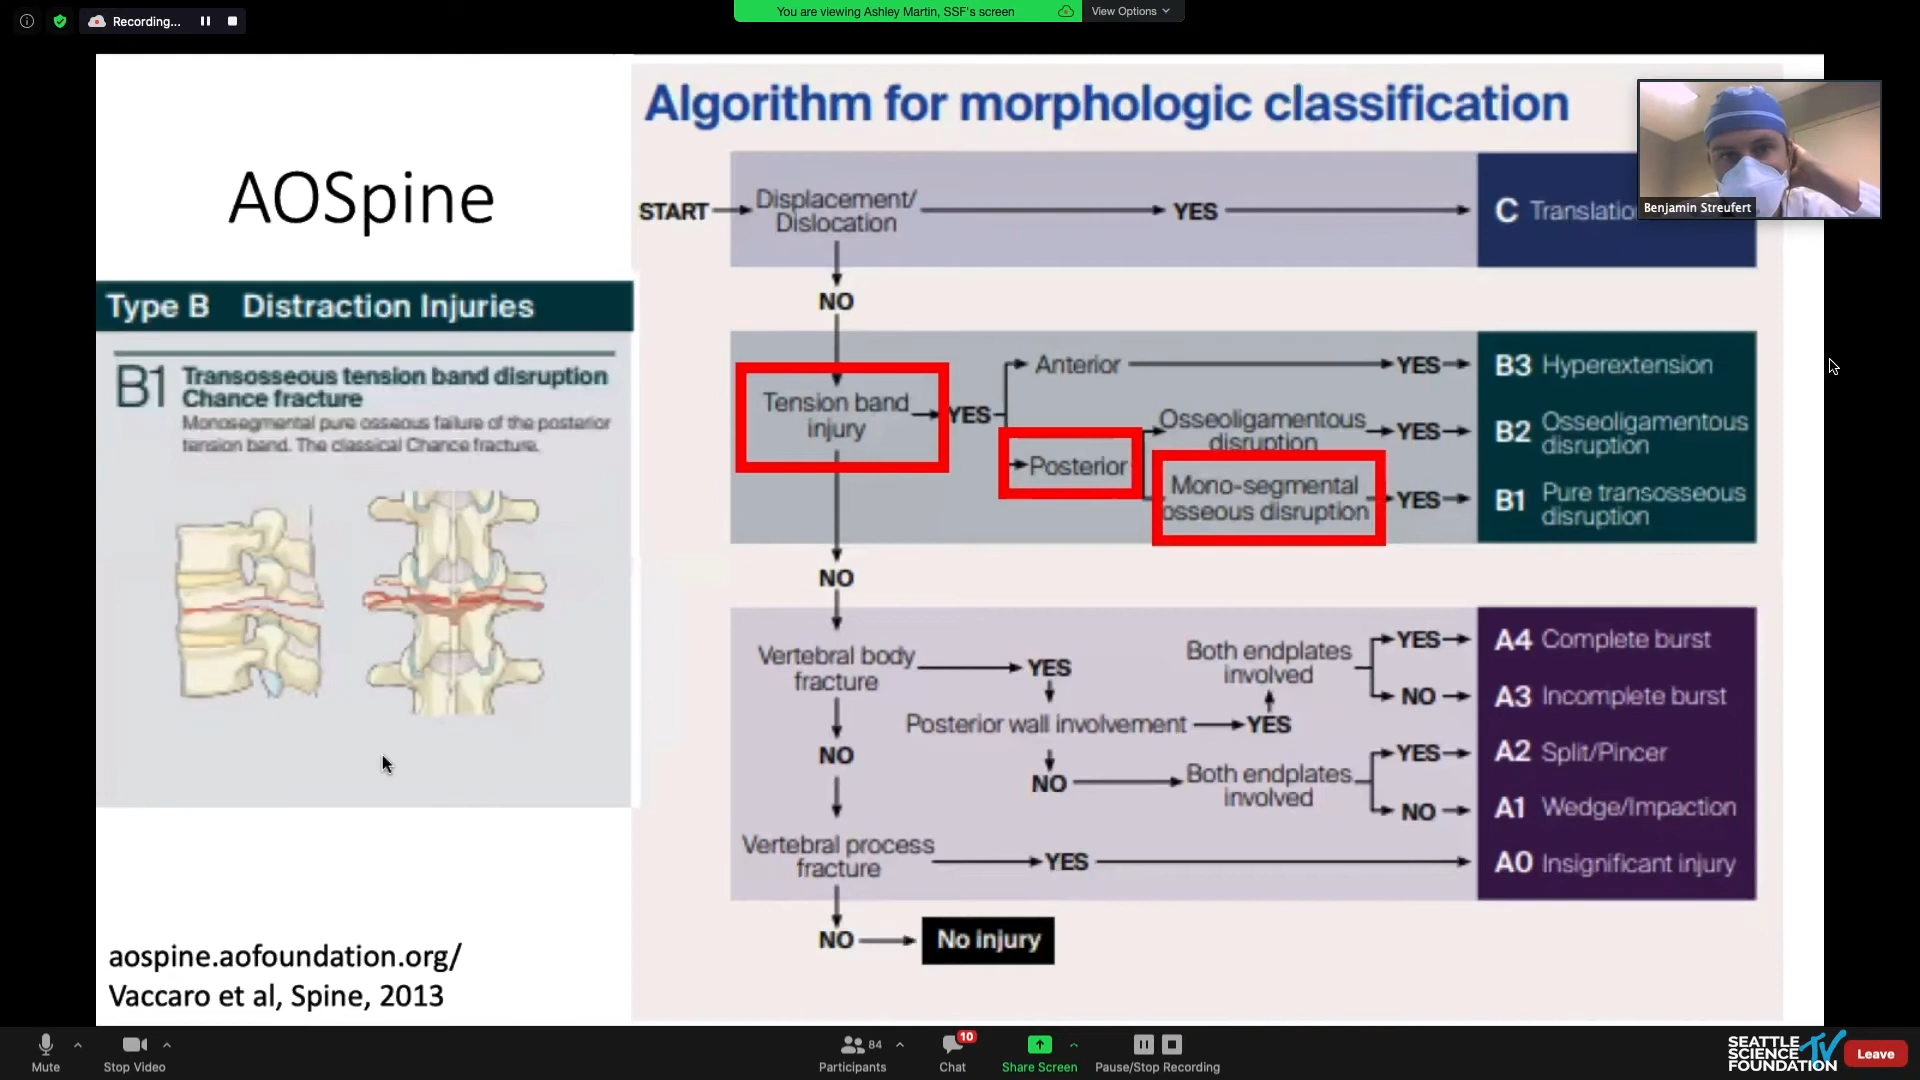 Recording...
You are viewing Ashley Martin, SSF's screen
View Options
Algorithm for morphologic classification
AOSpine
Type B Distraction Injuries
B1 Transosseous tension band disruption
Chance fracture
Monosegmental pure osseous failure of the posterior
tension band. The classical Chance fracture.
aospine.aofoundation.org/
Vaccaro et al, Spine, 2013
START
Displacement/
Dislocation
YES
C Translatio
Benjamin Streufert
NO
Tension band
injury
YES
Anterior
YES
B3 Hyperextension
Posterior
Osseoligamentous
disruption
YES
B2 Osseoligamentous
disruption
Mono-segmental
osseous disruption
YES
B1 Pure transosseous
disruption
NO
Vertebral body
fracture
YES
Posterior wall involvement
YES
Both endplates
involved
YES
A4 Complete burst
NO
A3 Incomplete burst
NO
NO
Both endplates
involved
YES
A2 Split/Pincer
NO
A1 Wedge/Impaction
Vertebral process
fracture
YES
A0 Insignificant injury
NO
No injury
Mute
Stop Video
84
Participants
10
Chat
Share Screen
Pause/Stop Recording
SEATTLE
SCIENCE
FOUNDATION
TV
Leave